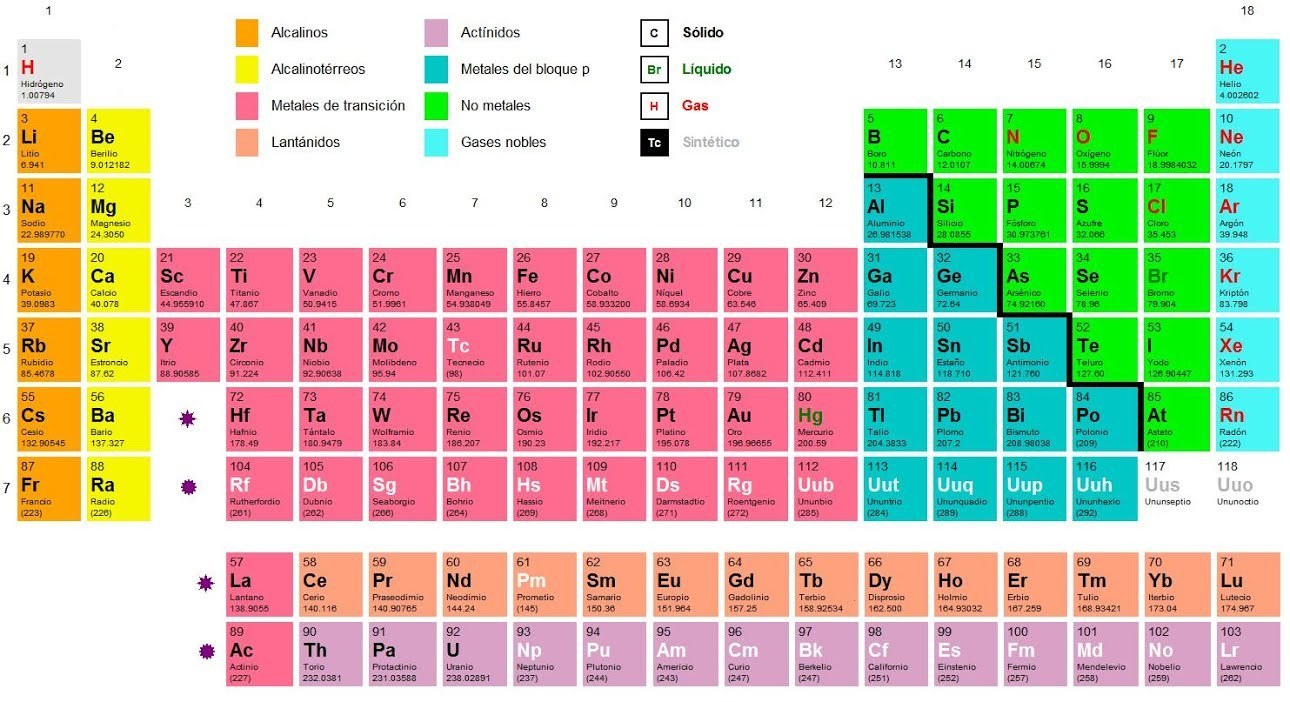 1
18
Alcalinos
Actínidos
C Sólido
Alcalinotérreos
Metales del bloque p
Br Líquido
Metales de transición
No metales
H Gas
Lantánidos
Gases nobles
Tc Sintético
2
13 14 15 16 17
3 4 5 6 7 8 9 10 11 12
1
1 2
H He
Hidrógeno Helio
1.00794 4.002602
2
3 4 5 6 7 8 9 10
Li Be B C N O F Ne
Litio Berilio Boro Carbono Nitrógeno Oxígeno Flúor Neón
6.941 9.012182 10.811 12.0107 14.00674 15.9994 18.9984032 20.1797
3
11 12 13 14 15 16 17 18
Na Mg Al Si P S Cl Ar
Sodio Magnesio Aluminio Silicio Fósforo Azufre Cloro Argón
22.989770 24.3050 26.981538 28.0855 30.973761 32.066 35.453 39.948
4
19 20 21 22 23 24 25 26 27 28 29 30 31 32 33 34 35 36
K Ca Sc Ti V Cr Mn Fe Co Ni Cu Zn Ga Ge As Se Br Kr
Potasio Calcio Escandio Titanio Vanadio Cromo Manganeso Hierro Cobalto Níquel Cobre Zinc Galio Germanio Arsénico Selenio Bromo Kriptón
39.0983 40.078 44.955910 47.867 50.9415 51.9961 54.938049 55.8457 58.933200 58.6934 63.546 65.409 69.723 72.64 74.92160 78.96 79.904 83.798
5
37 38 39 40 41 42 43 44 45 46 47 48 49 50 51 52 53 54
Rb Sr Y Zr Nb Mo Tc Ru Rh Pd Ag Cd In Sn Sb Te I Xe
Rubidio Estroncio Itrio Circonio Niobio Molibdeno Tecnecio Rutenio Rodio Paladio Plata Cadmio Indio Estaño Antimonio Teluro Yodo Xenón
85.4678 87.62 88.90585 91.224 92.90638 95.94 (98) 101.07 102.90550 106.42 107.8682 112.411 114.818 118.710 121.760 127.60 126.90447 131.293
6
55 56 72 73 74 75 76 77 78 79 80 81 82 83 84 85 86
Cs Ba Hf Ta W Re Os Ir Pt Au Hg Tl Pb Bi Po At Rn
Cesio Bario Hafnio Tántalo Wolframio Renio Osmio Iridio Platino Oro Mercurio Talio Plomo Bismuto Polonio Astato Radón
132.90545 137.327 178.49 180.9479 183.84 186.207 190.23 192.217 195.078 196.96655 200.59 204.3833 207.2 208.98038 (209) (210) (222)
7
87 88 104 105 106 107 108 109 110 111 112 113 114 115 116 117 118
Fr Ra Rf Db Sg Bh Hs Mt Ds Rg Uub Uut Uuq Uup Uuh Uus Uuo
Francio Radio Rutherfordio Dubnio Seaborgio Bohrio Hassio Meitnerio Darmstadtio Roentgenio Ununbio Ununtrio Ununquadio Ununpentio Ununhexio Ununseptio Ununoctio
(223) (226) (261) (262) (266) (264) (269) (268) (271) (272) (285) (284) (289) (288) (292)
57 58 59 60 61 62 63 64 65 66 67 68 69 70 71
La Ce Pr Nd Pm Sm Eu Gd Tb Dy Ho Er Tm Yb Lu
Lantano Cerio Praseodimio Neodimio Prometio Samario Europio Gadolinio Terbio Disprosio Holmio Erbio Tulio Iterbio Lutecio
138.9055 140.116 140.90765 144.24 (145) 150.36 151.964 157.25 158.92534 162.500 164.93032 167.259 168.93421 173.04 174.967
89 90 91 92 93 94 95 96 97 98 99 100 101 102 103
Ac Th Pa U Np Pu Am Cm Bk Cf Es Fm Md No Lr
Actinio Torio Protactinio Uranio Neptunio Plutonio Americio Curio Berkelio Californio Einstenio Fermio Mendelevio Nobelio Lawrencio
(227) 232.0381 231.03588 238.02891 (237) (244) (243) (247) (247) (251) (252) (257) (258) (259) (262)